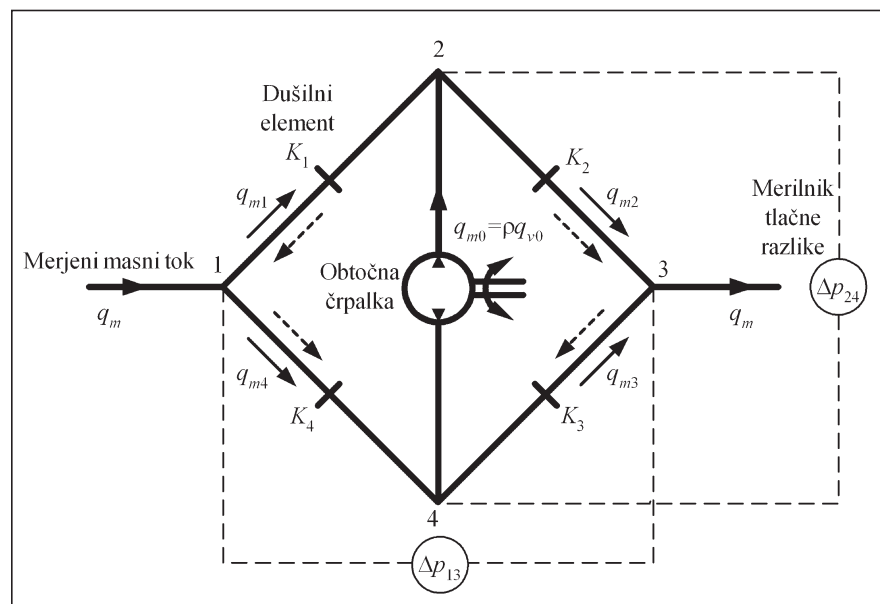 2
Dušilni
element
K₁
K₂
qₘ₁
qₘ₂
Merilnik
tlačne
razlike
qₘ₀=ρqᵥ₀
Merjeni masni tok
1
Obtočna
črpalka
3
Δp₂₄
qₘ
qₘ
qₘ₄
qₘ₃
K₄
K₃
4
Δp₁₃